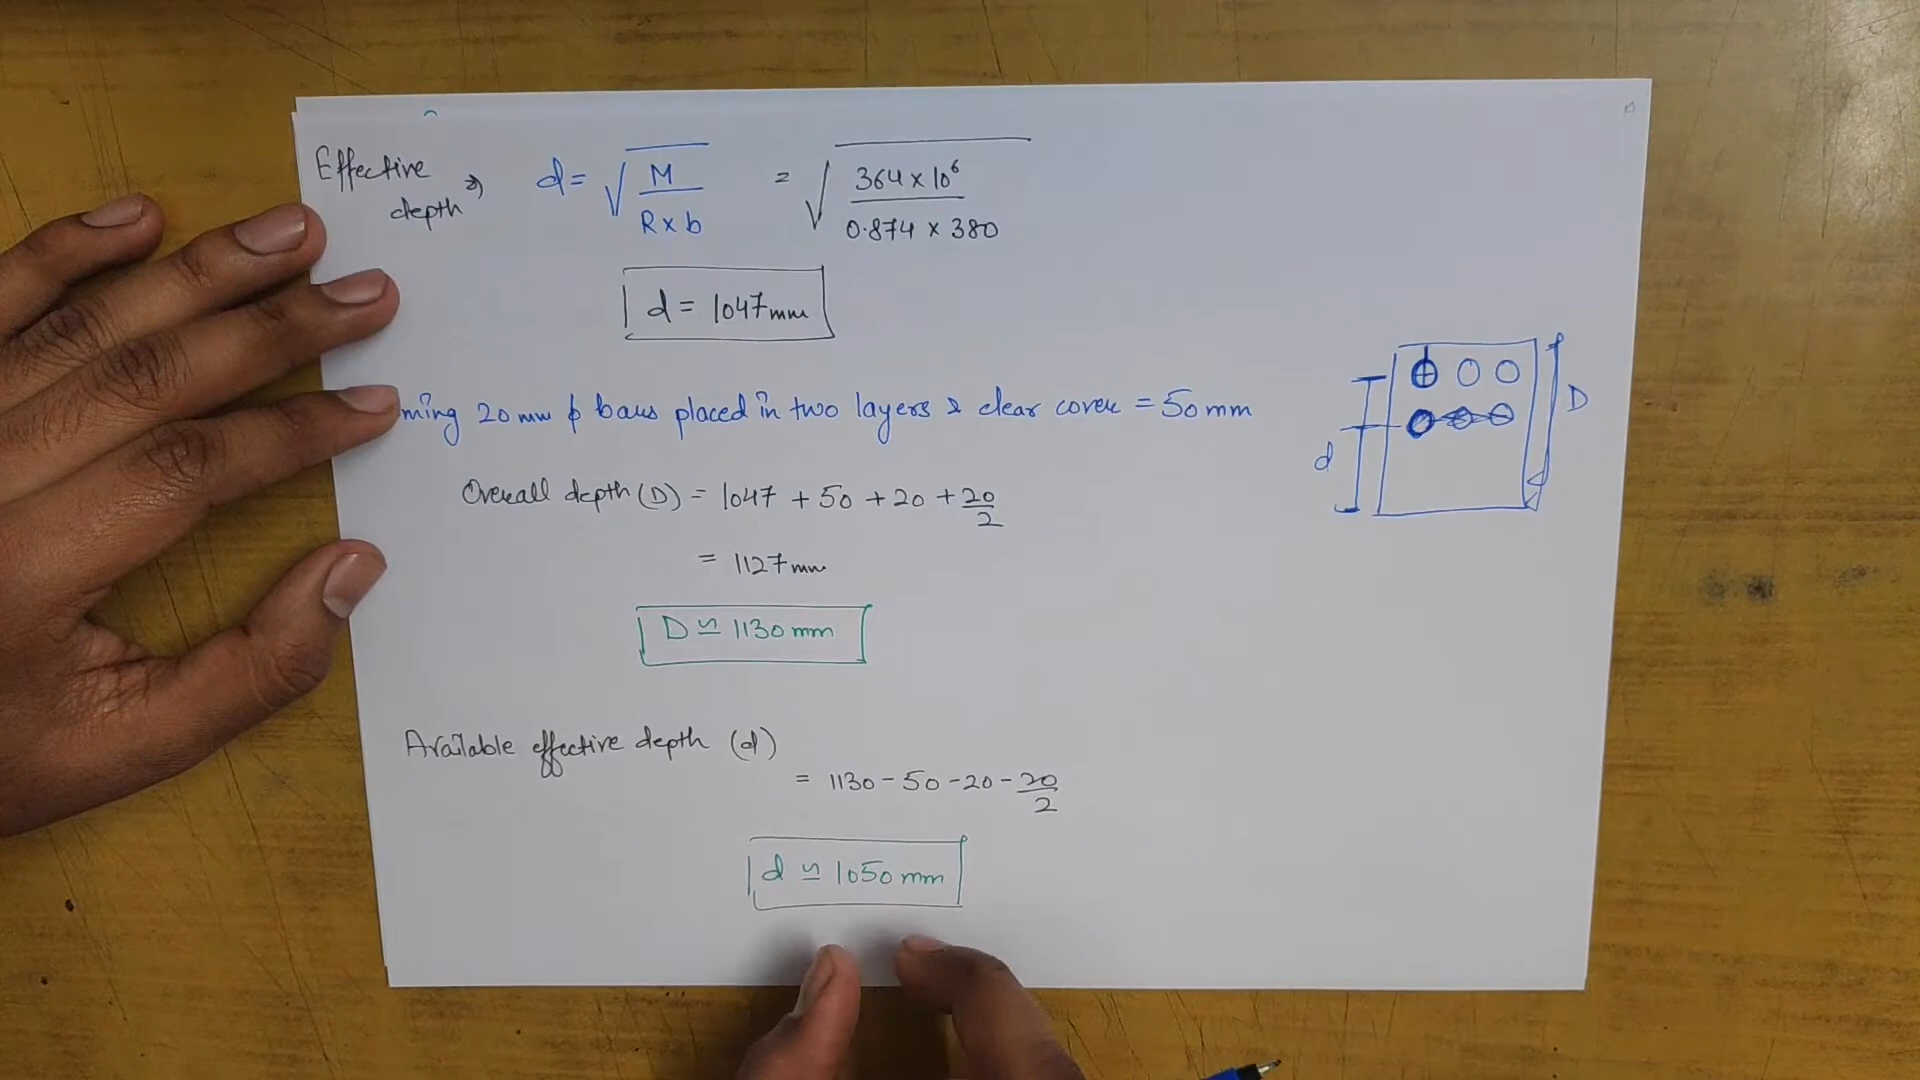 Effective
depth ⇒ d = √ M / R x b = √ 364 x 10⁶ / 0.874 x 380
d = 1047mm
ming 20 mm ϕ bars placed in two layers & clear cover = 50 mm
Overall depth (D) = 1047 + 50 + 20 + 20/2
= 1127 mm
D ≌ 1130 mm
Available effective depth (d)
= 1130 - 50 - 20 - 20/2
d ≌ 1050 mm
D
d